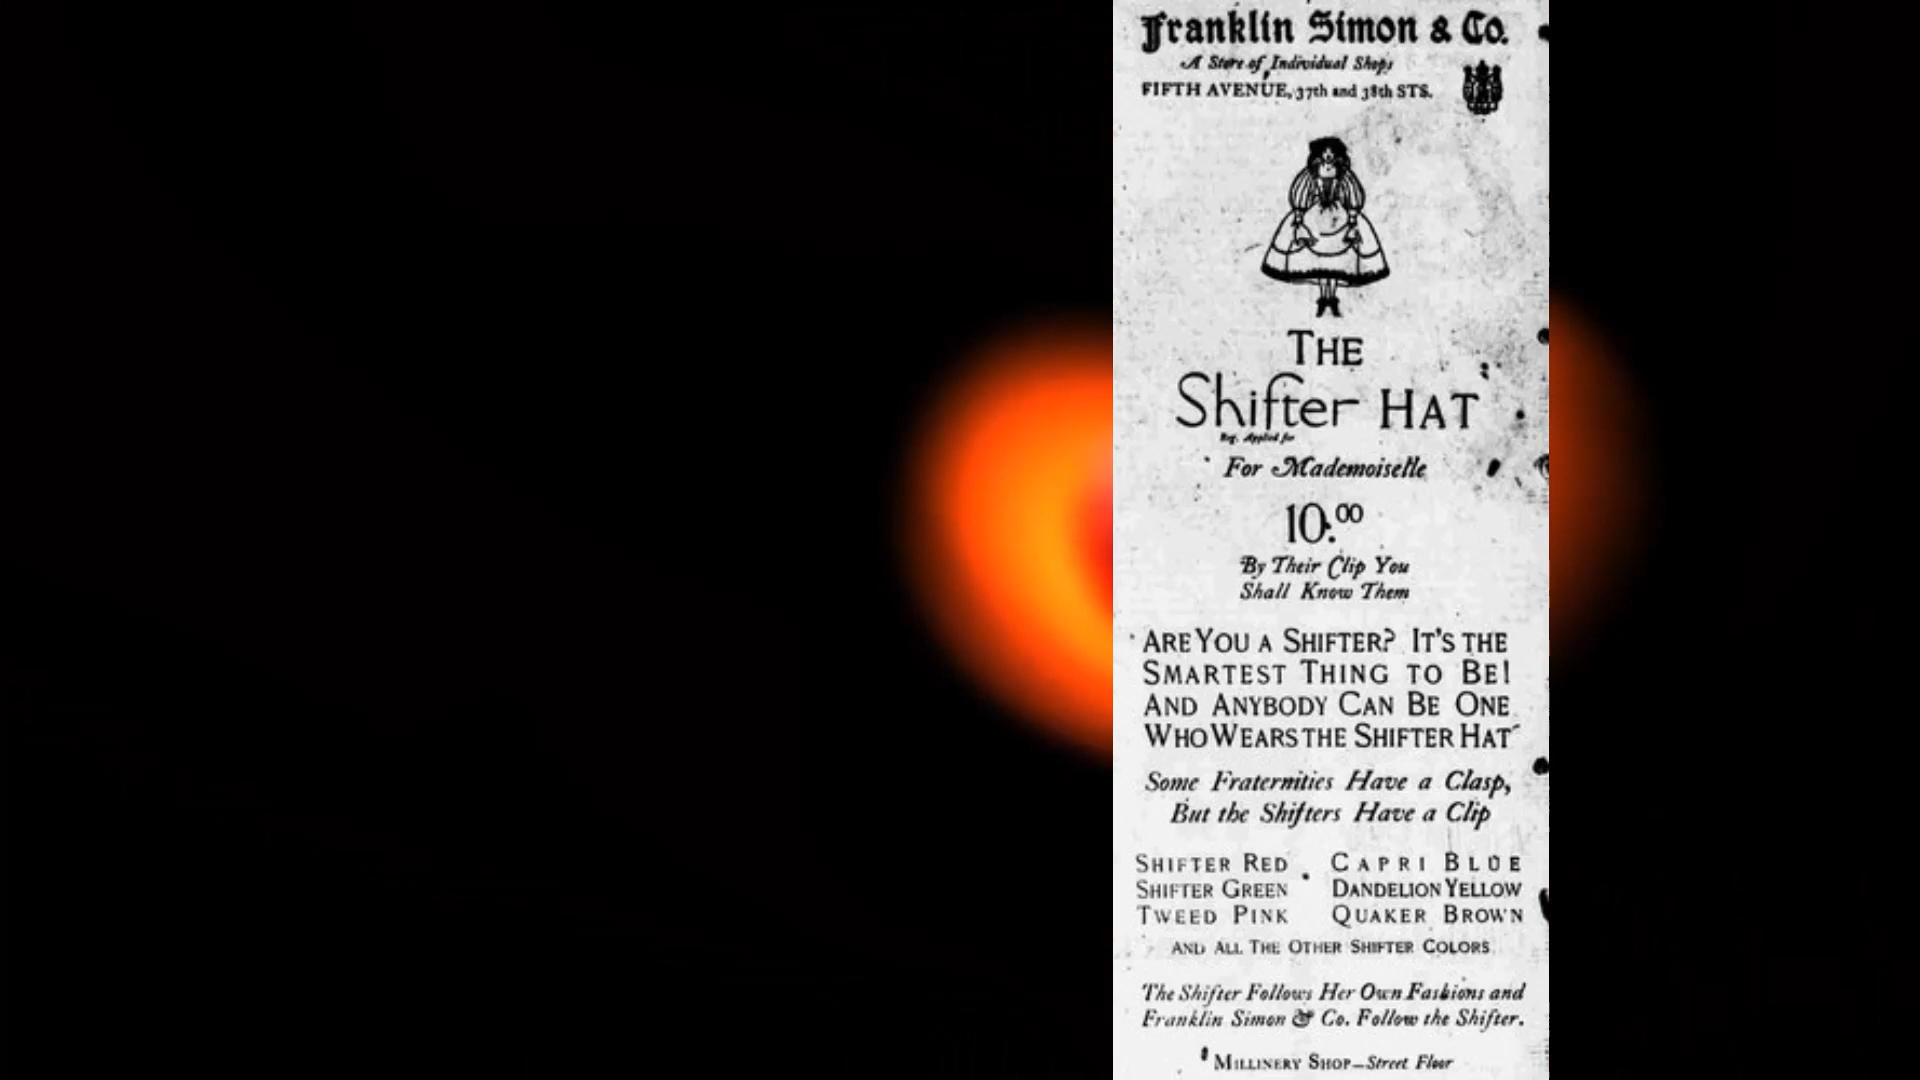 Franklin Simon & Co.
A Store of Individual Shops
FIFTH AVENUE, 37th and 38th STS.
THE
Shifter HAT
Reg. Applied for
For Mademoiselle
10.00
By Their Clip You
Shall Know Them
ARE YOU A SHIFTER? IT'S THE
SMARTEST THING TO BE!
AND ANYBODY CAN BE ONE
WHO WEARS THE SHIFTER HAT
Some Fraternities Have a Clasp,
But the Shifters Have a Clip
SHIFTER RED CAPRI BLUE
SHIFTER GREEN DANDELION YELLOW
TWEED PINK QUAKER BROWN
AND ALL THE OTHER SHIFTER COLORS
The Shifter Follows Her Own Fashions and
Franklin Simon & Co. Follow the Shifter.
MILLINERY SHOP—Street Floor